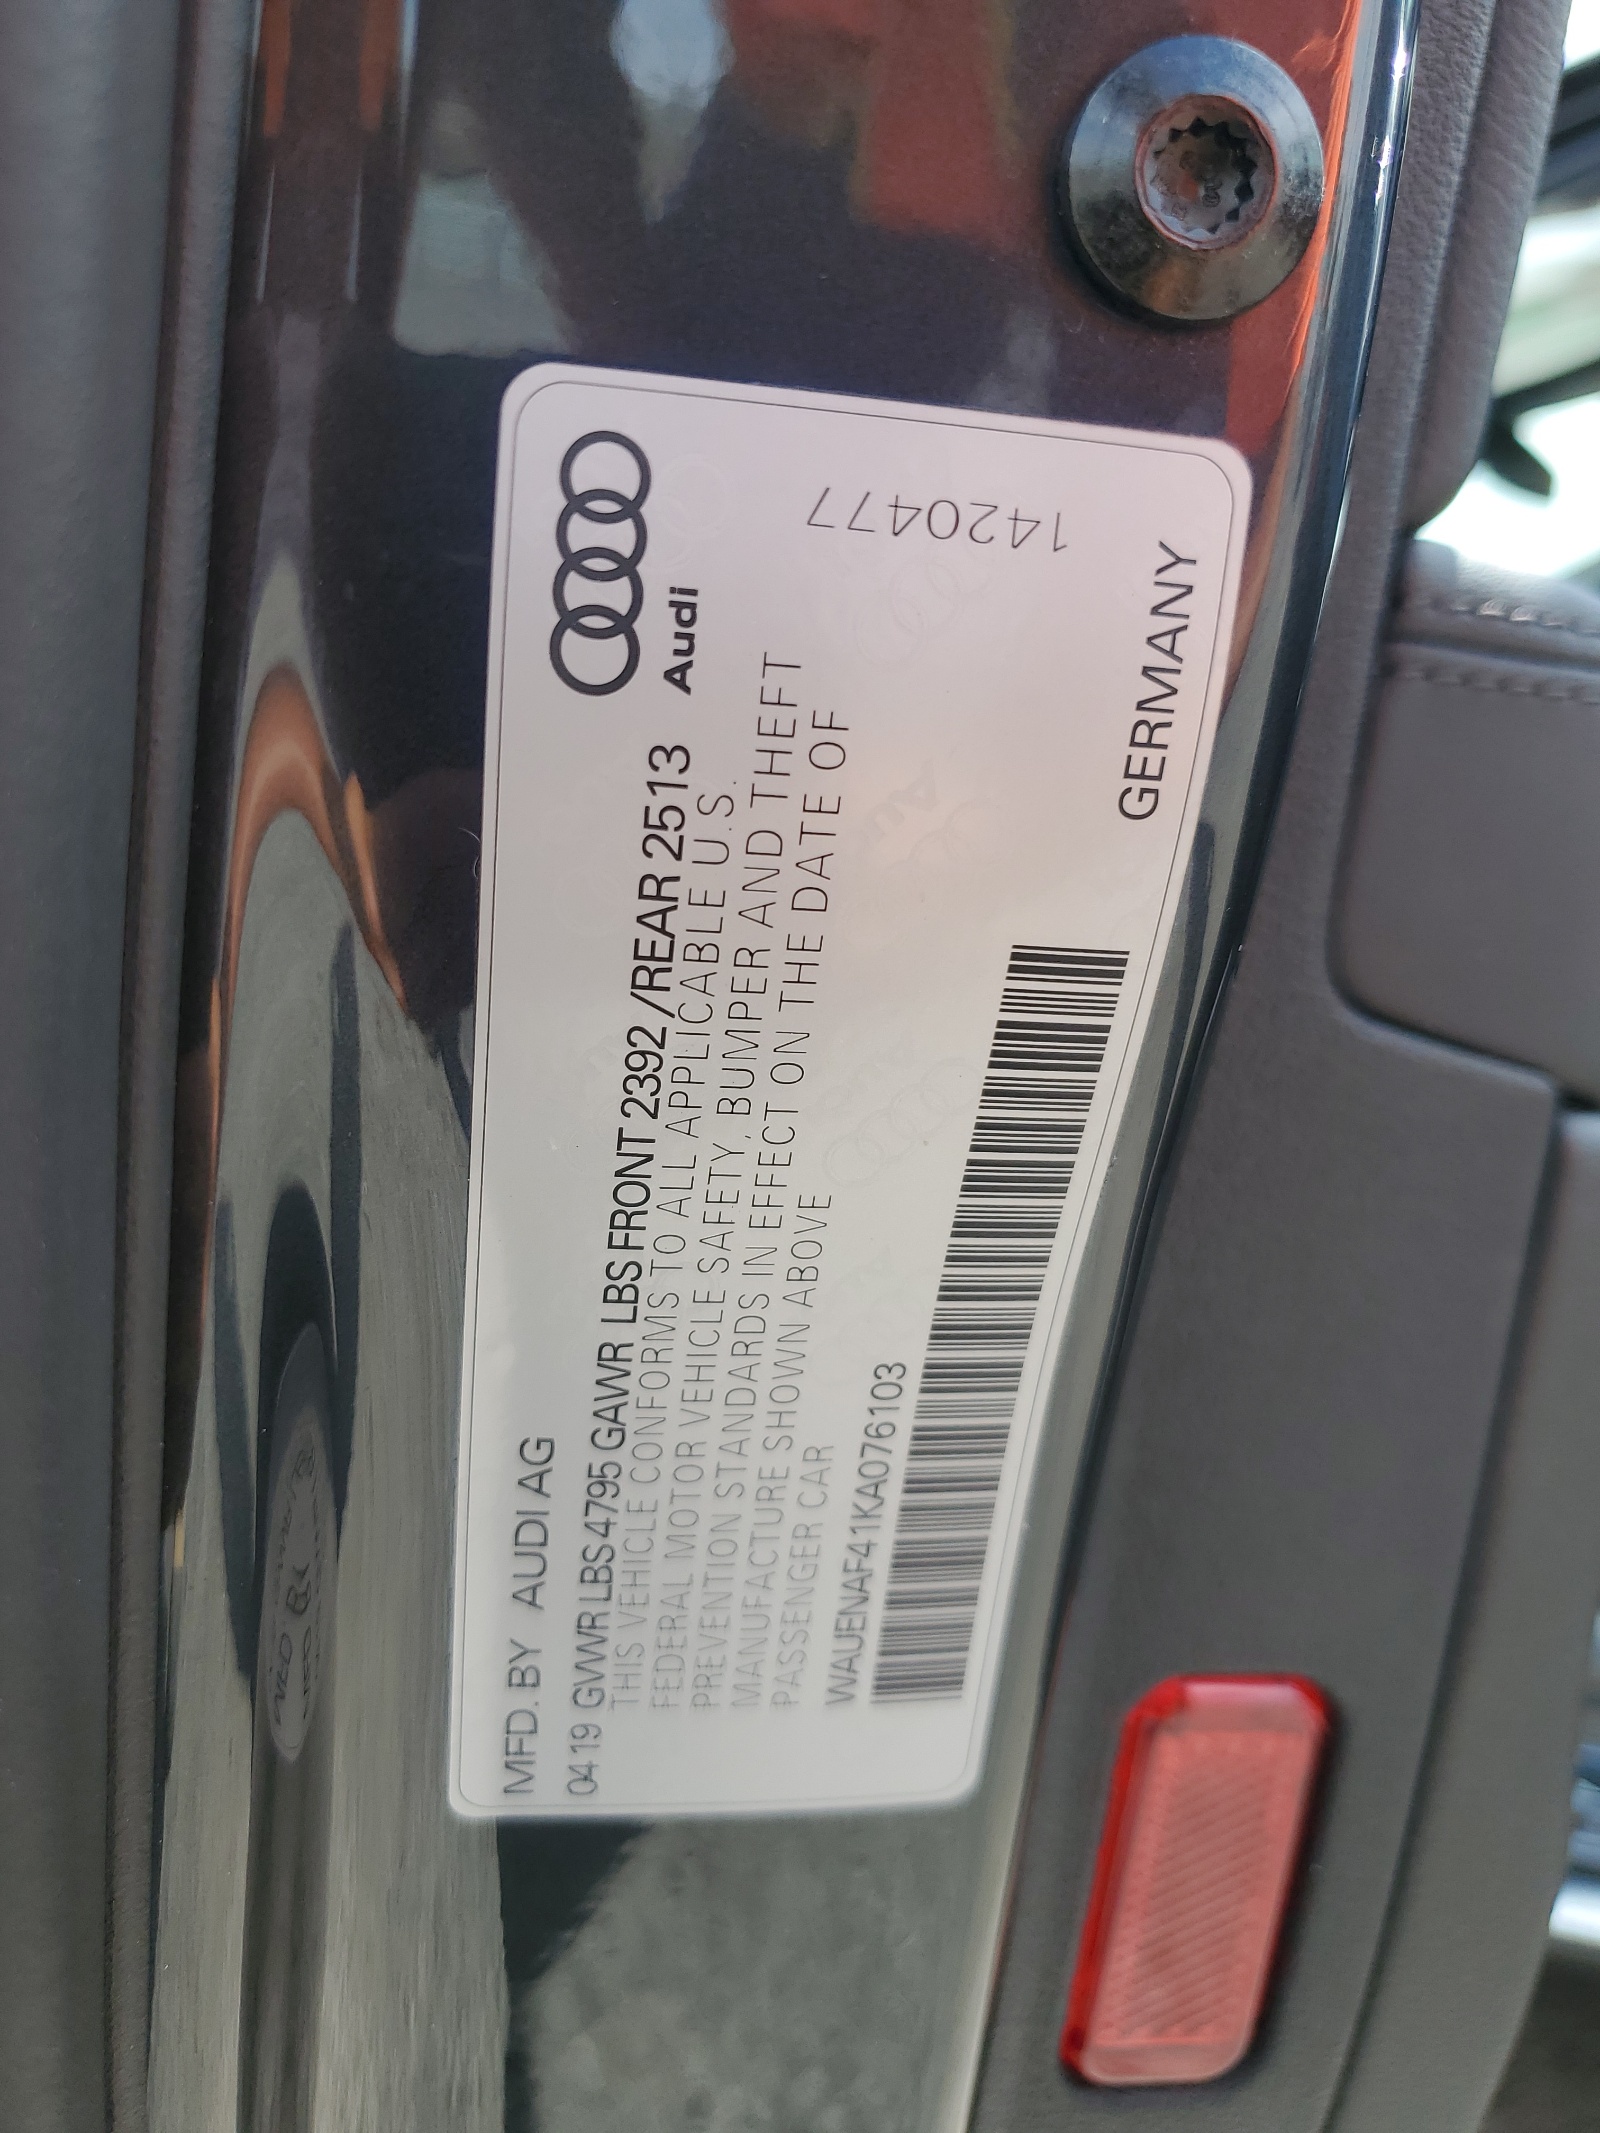 MFD. BY AUDI AG
04 19 GVWR LBS 4795 GAWR LBS FRONT 2392 /REAR 2513
THIS VEHICLE CONFORMS TO ALL APPLICABLE U.S.
FEDERAL MOTOR VEHICLE SAFETY, BUMPER AND THEFT
PREVENTION STANDARDS IN EFFECT ON THE DATE OF
MANUFACTURE SHOWN ABOVE
PASSENGER CAR
WAUENAF41KA076103
Audi
1420477
GERMANY